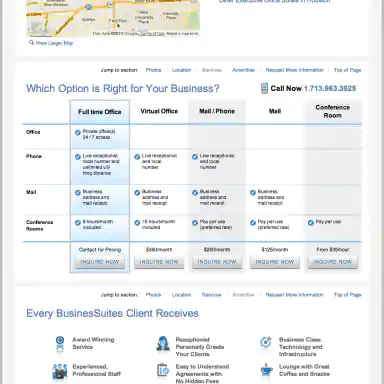 Other Executive Office Suites in Houston
View Larger Map
Jump to section: Photos Location Services Amenities Request More Information Top of Page
Which Option is Right for Your Business?
Call Now 1.713.963.3625
Full time Office Virtual Office Mail / Phone Mail Conference Room
Office
Private office(s) 24 / 7 access
Phone
Live receptionist, local number and unlimited US long distance
Live receptionist and local number
Live receptionist and local number
Mail
Business address and mail receipt
Business address and mail receipt
Business address and mail receipt
Business address and mail receipt
Conference Rooms
hours/month included
16 hours/month included
Pay per use (preferred rate)
Pay per use (preferred rate)
Pay per use
Contact for Pricing /month /month $125/month From /hour
INQUIRE NOW INQUIRE NOW INQUIRE NOW INQUIRE NOW INQUIRE NOW
Jump to section: Photos Location Services Amenities Request More Information Top of Page
Every BusinesSuites Client Receives
Award Winning Service
Receptionist Personally Greets Your Clients
Business Class Technology and Infrastructure
Experienced, Professional Staff
Easy to Understand Agreements with No Hidden Fees
Lounge with Great Coffee and Snacks